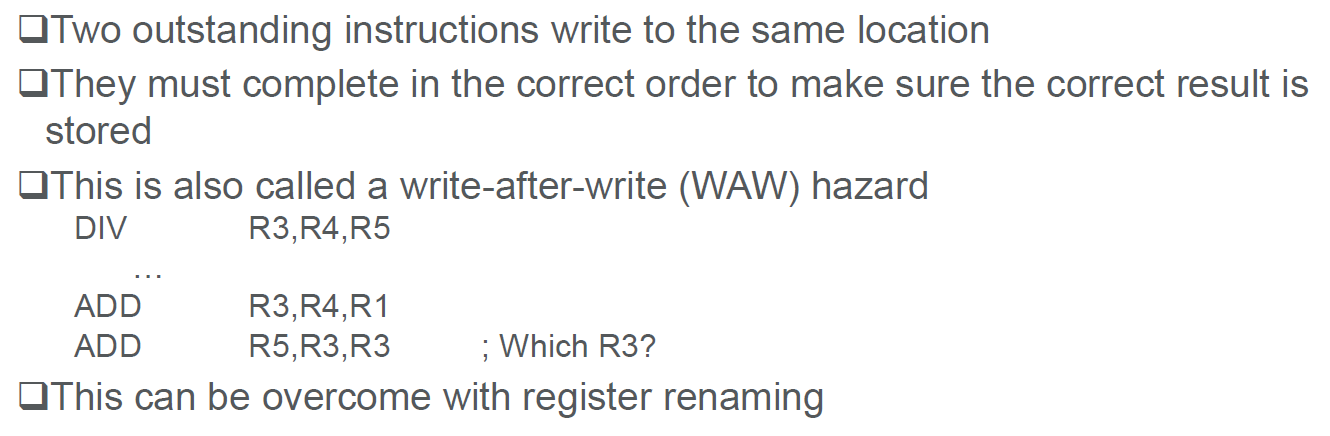 ❑Two outstanding instructions write to the same location
❑They must complete in the correct order to make sure the correct result is
stored
❑This is also called a write-after-write (WAW) hazard
DIV R3,R4,R5
…
ADD R3,R4,R1
ADD R5,R3,R3 ; Which R3?
❑This can be overcome with register renaming